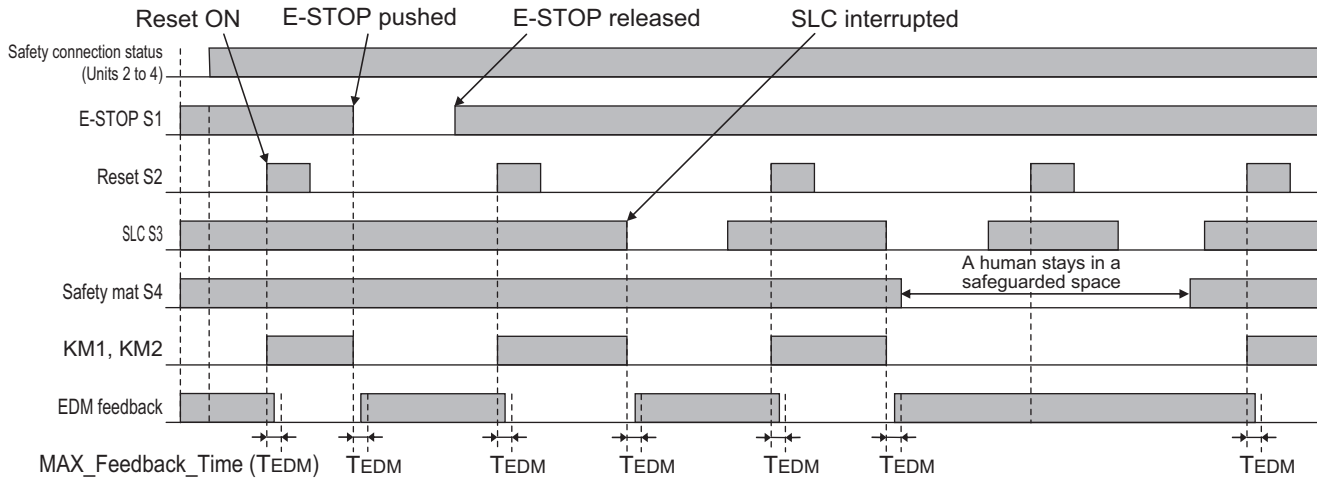 Reset ON
E-STOP pushed
E-STOP released
SLC interrupted
Safety connection status
(Units 2 to 4)
E-STOP S1
Reset S2
SLC S3
A human stays in a
safeguarded space
Safety mat S4
KM1, KM2
EDM feedback
MAX_Feedback_Time (TEDM) TEDM TEDM TEDM TEDM TEDM TEDM